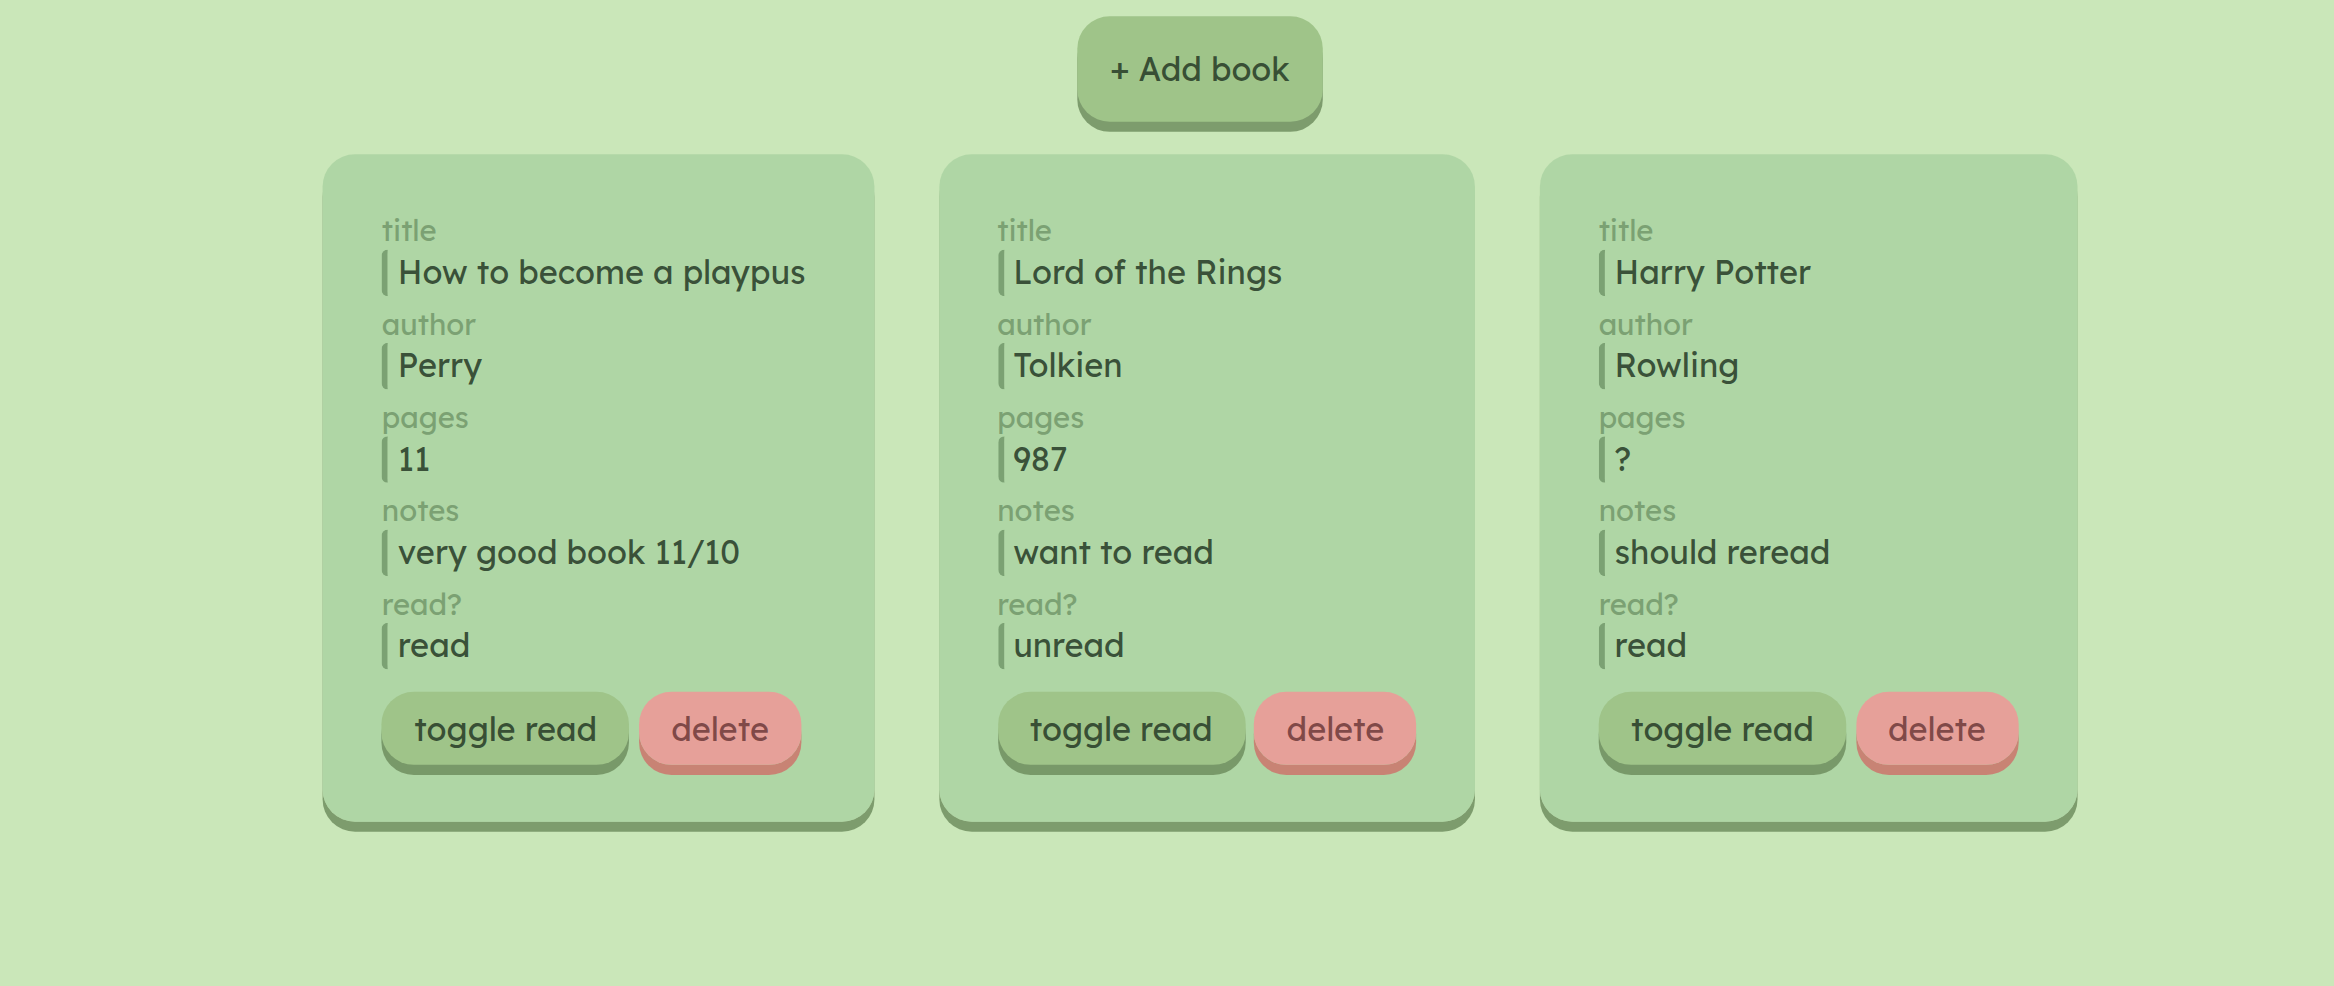 + Add book
title
How to become a playpus
author
Perry
pages
11
notes
very good book 11/10
read?
read
toggle read
delete
title
Lord of the Rings
author
Tolkien
pages
987
notes
want to read
read?
unread
toggle read
delete
title
Harry Potter
author
Rowling
pages
?
notes
should reread
read?
read
toggle read
delete